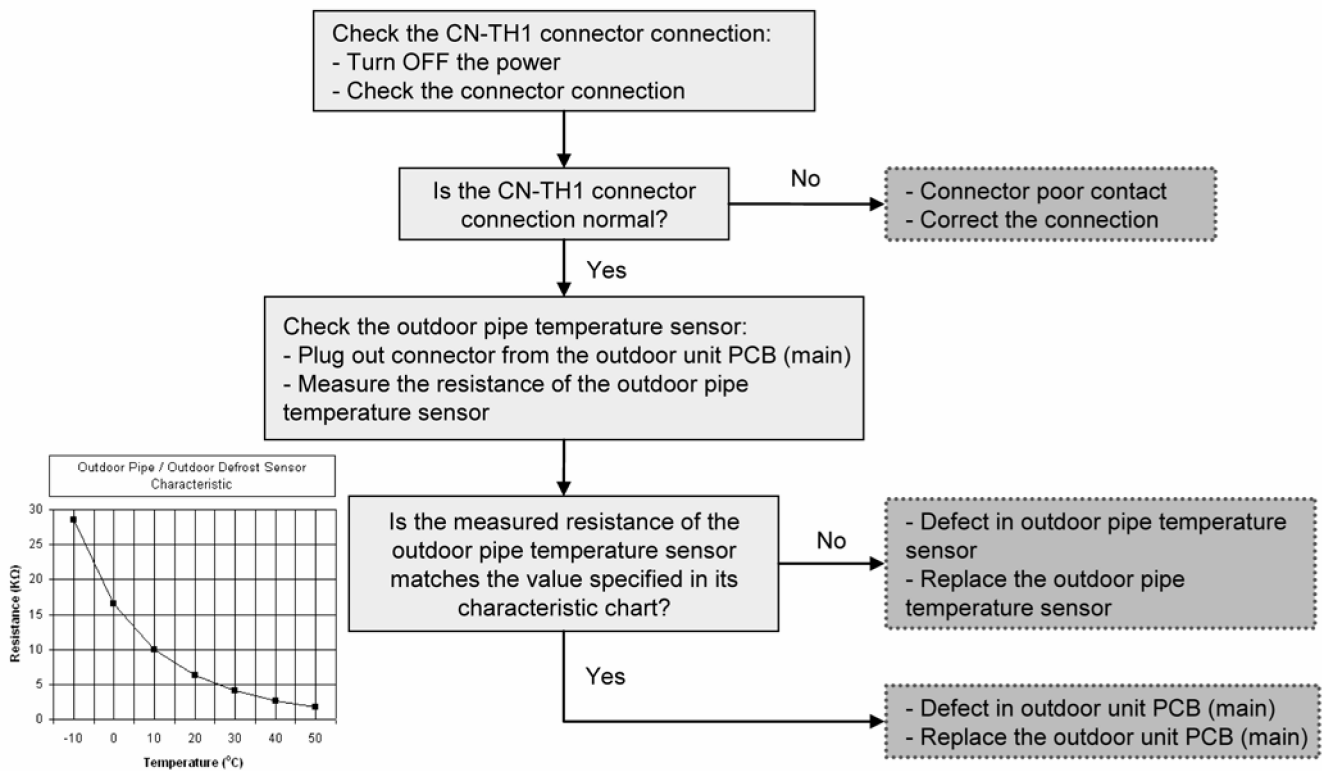 Check the CN-TH1 connector connection:
- Turn OFF the power
- Check the connector connection
Is the CN-TH1 connector
connection normal?
No
- Connector poor contact
- Correct the connection
Yes
Check the outdoor pipe temperature sensor:
- Plug out connector from the outdoor unit PCB (main)
- Measure the resistance of the outdoor pipe
temperature sensor
Outdoor Pipe / Outdoor Defrost Sensor
Characteristic
Resistance (KΩ)
30
25
20
15
10
5
0
-10 0 10 20 30 40 50
Temperature (°C)
Is the measured resistance of the
outdoor pipe temperature sensor
matches the value specified in its
characteristic chart?
No
- Defect in outdoor pipe temperature
sensor
- Replace the outdoor pipe
temperature sensor
Yes
- Defect in outdoor unit PCB (main)
- Replace the outdoor unit PCB (main)